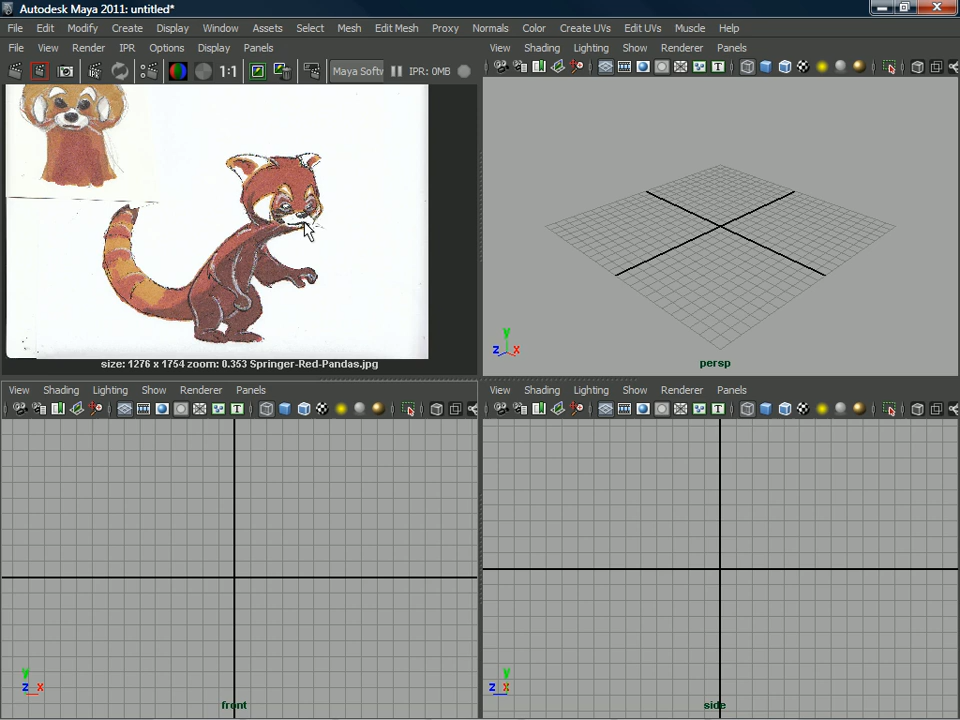 Autodesk Maya 2011: untitled*
File Edit Modify Create Display Window Assets Select Mesh Edit Mesh Proxy Normals Color Create UVs Edit UVs Muscle Help
File View Render IPR Options Display Panels
1:1 Maya Softv IPR: 0MB
View Shading Lighting Show Renderer Panels
T
size: 1276 x 1754 zoom: 0.353 Springer-Red-Pandas.jpg
y
z x
persp
View Shading Lighting Show Renderer Panels
T
y
z x
front
View Shading Lighting Show Renderer Panels
T
y
z x
side